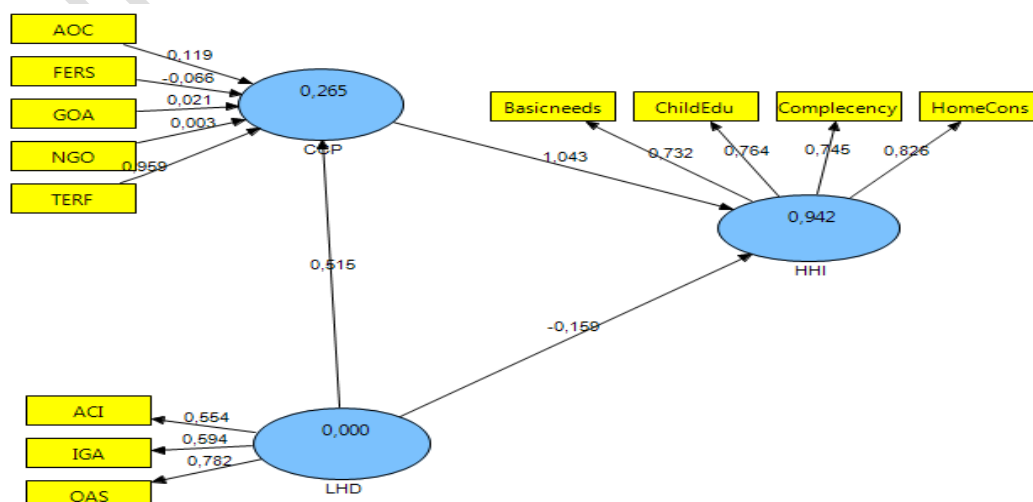 AOC
0,119
FERS
-0,066
GOA
0,021
NGO
0,003
TERF
0,959
0,265
CCP
Basicneeds
ChildEdu
Complecency
HomeCons
0,732
0,764
0,745
0,826
1,043
0,942
HHI
0,515
-0,159
ACI
0,554
IGA
0,594
OAS
0,782
0,000
LHD